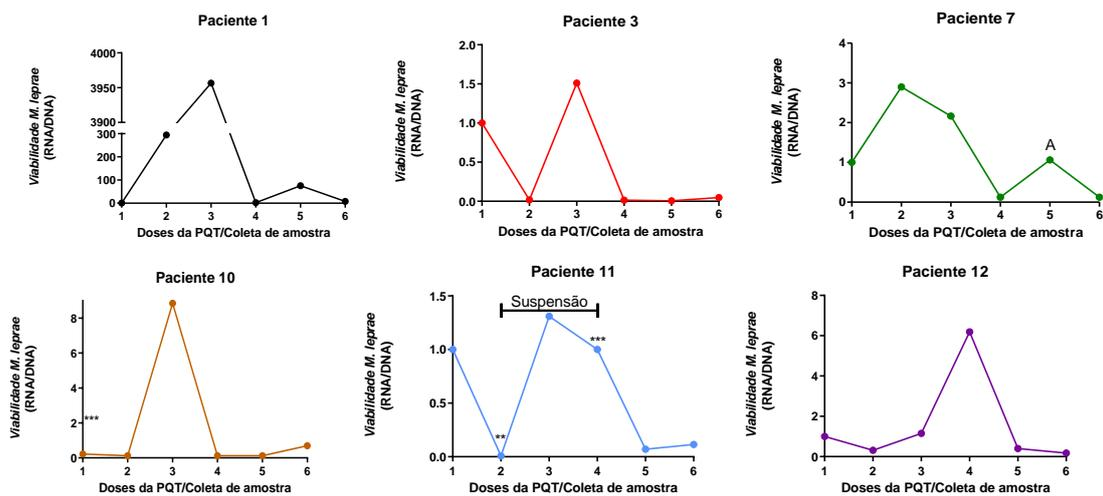 Paciente 1
Viabilidade M. leprae
(RNA/DNA)
4000
3950
3900
300
200
100
0
1 2 3 4 5 6
Doses da PQT/Coleta de amostra
Paciente 3
Viabilidade M. leprae
(RNA/DNA)
2.0
1.5
1.0
0.5
0.0
1 2 3 4 5 6
Doses da PQT/Coleta de amostra
Paciente 7
Viabilidade M. leprae
(RNA/DNA)
4
3
2
1
0
A
1 2 3 4 5 6
Doses da PQT/Coleta de amostra
Paciente 10
Viabilidade M. leprae
(RNA/DNA)
8
6
4
2
0
***
1 2 3 4 5 6
Doses da PQT/Coleta de amostra
Paciente 11
Viabilidade M. leprae
(RNA/DNA)
1.5
1.0
0.5
0.0
Suspensão
***
**
1 2 3 4 5 6
Doses da PQT/Coleta de amostra
Paciente 12
Viabilidade M. leprae
(RNA/DNA)
8
6
4
2
0
1 2 3 4 5 6
Doses da PQT/Coleta de amostra